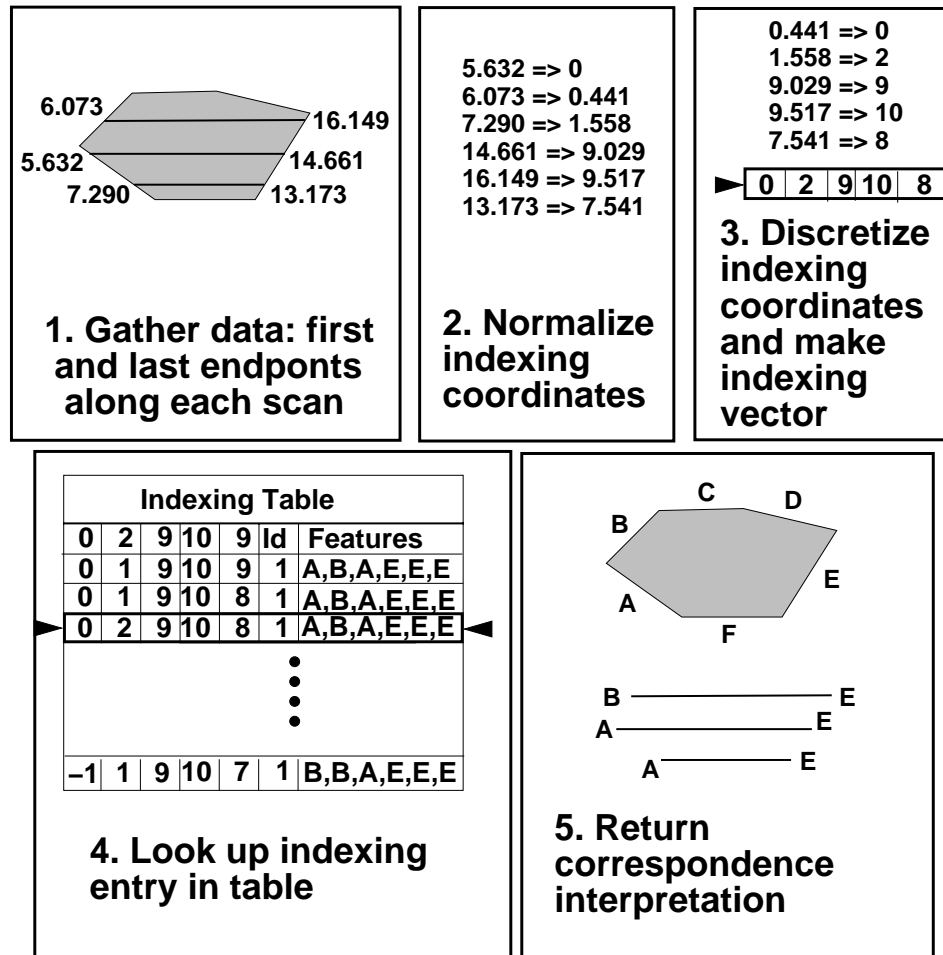 6.073
16.149
5.632
14.661
7.290
13.173
1. Gather data: first
and last endponts
along each scan
5.632 => 0
6.073 => 0.441
7.290 => 1.558
14.661 => 9.029
16.149 => 9.517
13.173 => 7.541
2. Normalize
indexing
coordinates
0.441 => 0
1.558 => 2
9.029 => 9
9.517 => 10
7.541 => 8
0 2 9 10 8
3. Discretize
indexing
coordinates
and make
indexing
vector
Indexing Table
0 2 9 10 9 Id Features
0 1 9 10 9 1 A,B,A,E,E,E
0 1 9 10 8 1 A,B,A,E,E,E
0 2 9 10 8 1 A,B,A,E,E,E
−1 1 9 10 7 1 B,B,A,E,E,E
4. Look up indexing
entry in table
C
D
B
E
A
F
B E
A E
A E
5. Return
correspondence
interpretation